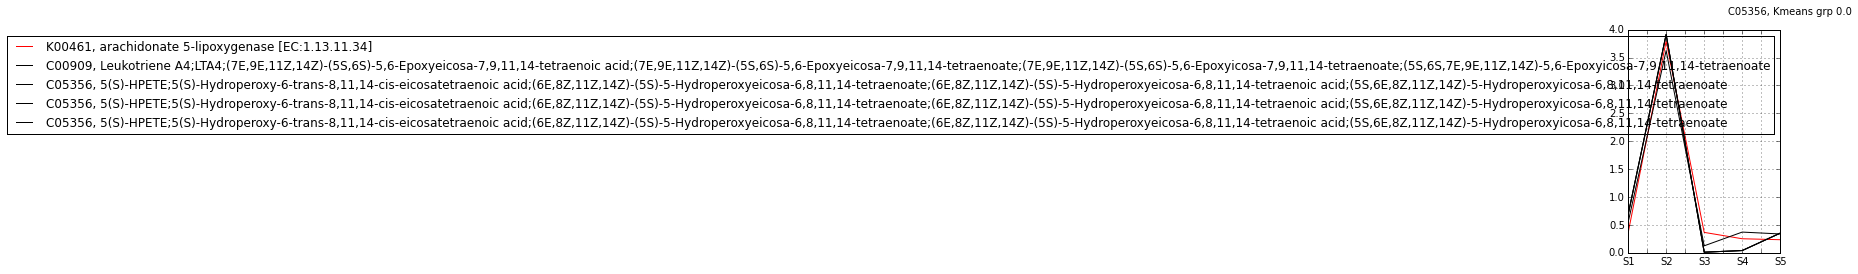 C05356, Kmeans grp 0.0
K00461, arachidonate 5-lipoxygenase [EC:1.13.11.34]
C00909, Leukotriene A4;LTA4;(7E,9E,11Z,14Z)-(5S,6S)-5,6-Epoxyeicosa-7,9,11,14-tetraenoic acid;(7E,9E,11Z,14Z)-(5S,6S)-5,6-Epoxyeicosa-7,9,11,14-tetraenoate;(7E,9E,11Z,14Z)-(5S,6S)-5,6-Epoxyicosa-7,9,11,14-tetraenoate;(5S,6S,7E,9E,11Z,14Z)-5,6-Epoxyicosa-7,9,11,14-tetraenoate
C05356, 5(S)-HPETE;5(S)-Hydroperoxy-6-trans-8,11,14-cis-eicosatetraenoic acid;(6E,8Z,11Z,14Z)-(5S)-5-Hydroperoxyeicosa-6,8,11,14-tetraenoate;(6E,8Z,11Z,14Z)-(5S)-5-Hydroperoxyeicosa-6,8,11,14-tetraenoic acid;(5S,6E,8Z,11Z,14Z)-5-Hydroperoxyicosa-6,8,11,14-tetraenoate
C05356, 5(S)-HPETE;5(S)-Hydroperoxy-6-trans-8,11,14-cis-eicosatetraenoic acid;(6E,8Z,11Z,14Z)-(5S)-5-Hydroperoxyeicosa-6,8,11,14-tetraenoate;(6E,8Z,11Z,14Z)-(5S)-5-Hydroperoxyeicosa-6,8,11,14-tetraenoic acid;(5S,6E,8Z,11Z,14Z)-5-Hydroperoxyicosa-6,8,11,14-tetraenoate
C05356, 5(S)-HPETE;5(S)-Hydroperoxy-6-trans-8,11,14-cis-eicosatetraenoic acid;(6E,8Z,11Z,14Z)-(5S)-5-Hydroperoxyeicosa-6,8,11,14-tetraenoate;(6E,8Z,11Z,14Z)-(5S)-5-Hydroperoxyeicosa-6,8,11,14-tetraenoic acid;(5S,6E,8Z,11Z,14Z)-5-Hydroperoxyicosa-6,8,11,14-tetraenoate
4.0
3.5
3.0
2.5
2.0
1.5
1.0
0.5
0.0
S1 S2 S3 S4 S5